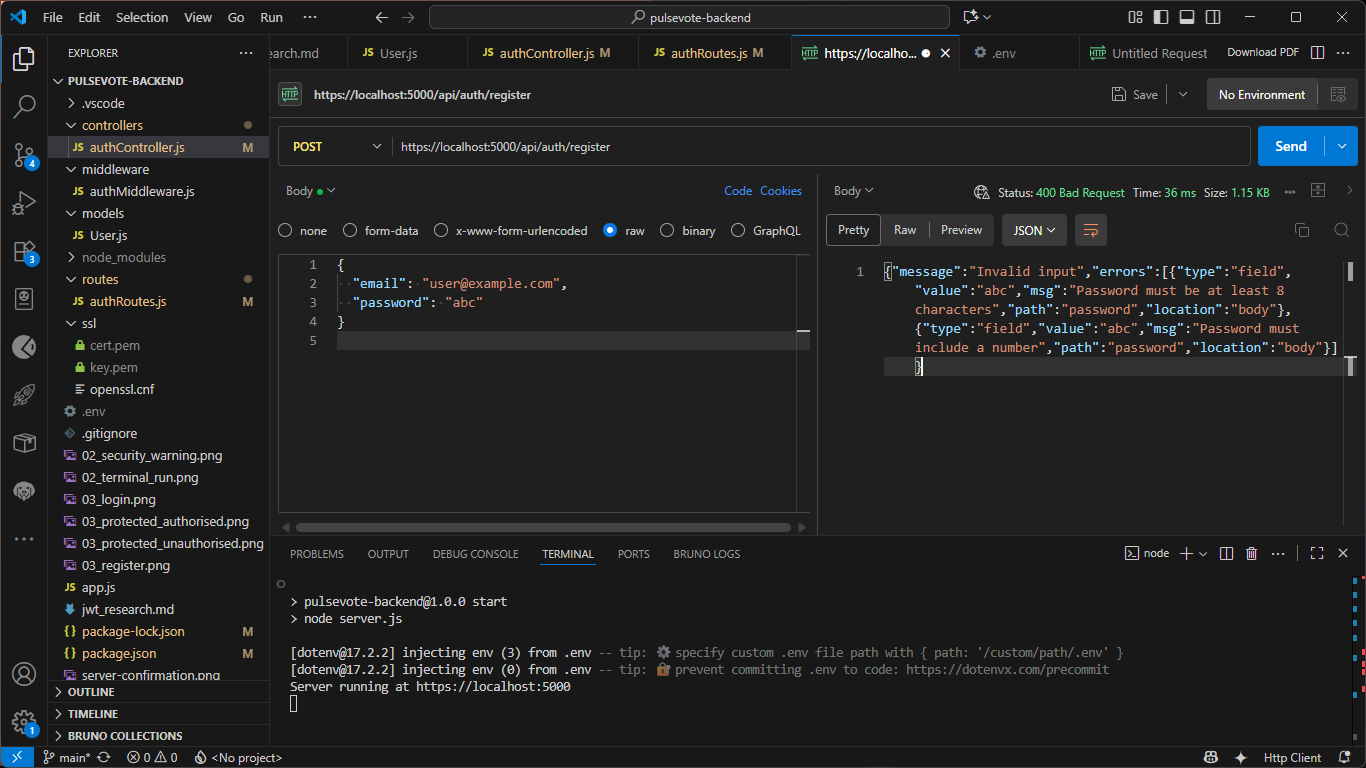 File Edit Selection View Go Run ··· pulsevote-backend
EXPLORER ···
PULSEVOTE-BACKEND
.vscode
controllers
JS authController.js M
middleware
JS authMiddleware.js
models
JS User.js
node_modules
routes
JS authRoutes.js M
ssl
cert.pem
key.pem
openssl.cnf
.env
.gitignore
02_security_warning.png
02_terminal_run.png
03_login.png
03_protected_authorised.png
03_protected_unauthorised.png
03_register.png
JS app.js
jwt_research.md
{} package-lock.json M
{} package.json M
server-confirmation.png
OUTLINE
TIMELINE
BRUNO COLLECTIONS
4
3
1
earch.md JS User.js JS authController.js M JS authRoutes.js M HTTP https://localho... .env HTTP Untitled Request Download PDF ···
HTTP https://localhost:5000/api/auth/register Save No Environment
POST https://localhost:5000/api/auth/register Send
Body Code Cookies
none form-data x-www-form-urlencoded raw binary GraphQL
1 {
2 "email": "user@example.com",
3 "password": "abc"
4 }
5
Body Status: 400 Bad Request Time: 36 ms Size: 1.15 KB
Pretty Raw Preview JSON
1 {"message":"Invalid input","errors":[{"type":"field",
"value":"abc","msg":"Password must be at least 8
characters","path":"password","location":"body"},
{"type":"field","value":"abc","msg":"Password must
include a number","path":"password","location":"body"}]
}
PROBLEMS OUTPUT DEBUG CONSOLE TERMINAL PORTS BRUNO LOGS node ···
> pulsevote-backend@1.0.0 start
> node server.js
[dotenv@17.2.2] injecting env (3) from .env -- tip: ⚙️ specify custom .env file path with { path: '/custom/path/.env' }
[dotenv@17.2.2] injecting env (0) from .env -- tip: 🔐 prevent committing .env to code: https://dotenvx.com/precommit
Server running at https://localhost:5000
main* 0 0 <No project> Http Client